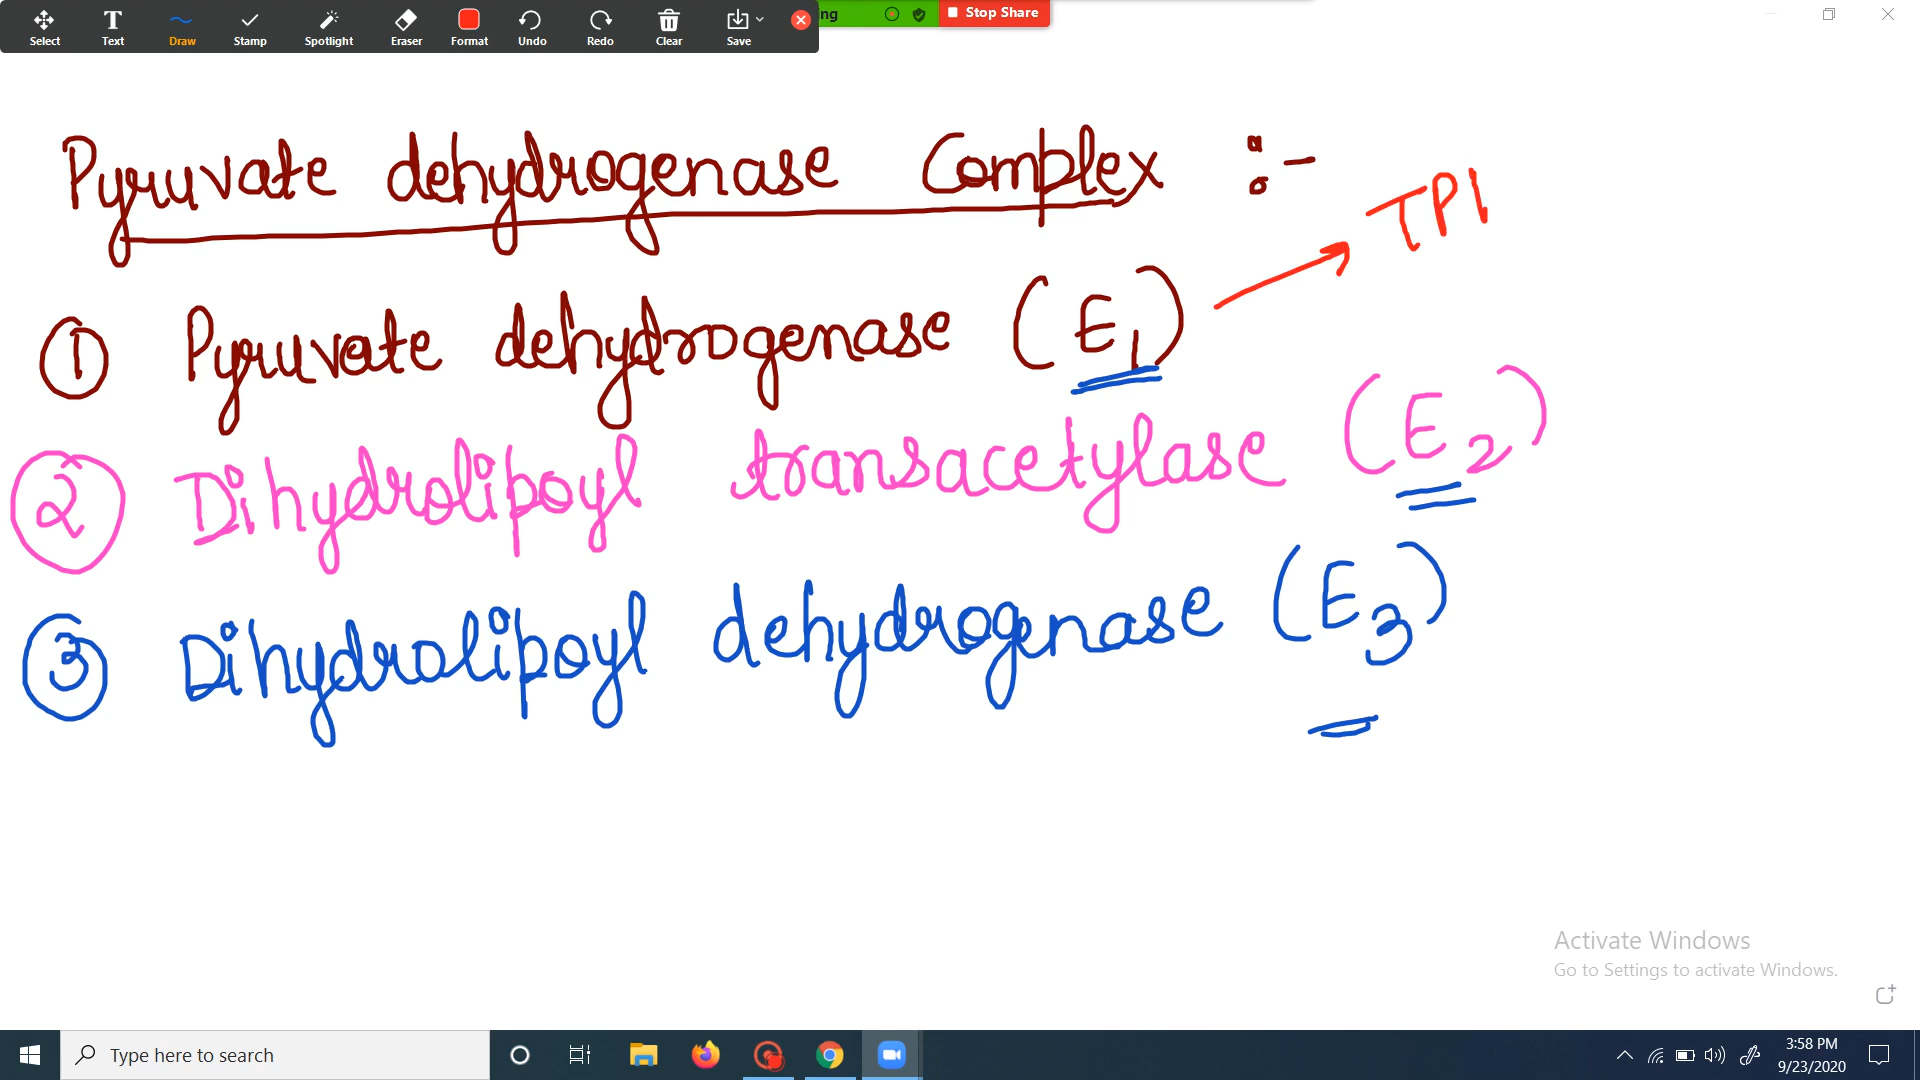 Select Text Draw Stamp Spotlight Eraser Format Undo Redo Clear Save
ng Stop Share
Pyruvate dehydrogenase Complex :-
TPP
① Pyruvate dehydrogenase (E1)
② Dihydrolipoyl transacetylase (E2)
③ Dihydrolipoyl dehydrogenase (E3)
Activate Windows
Go to Settings to activate Windows.
Type here to search
3:58 PM
9/23/2020